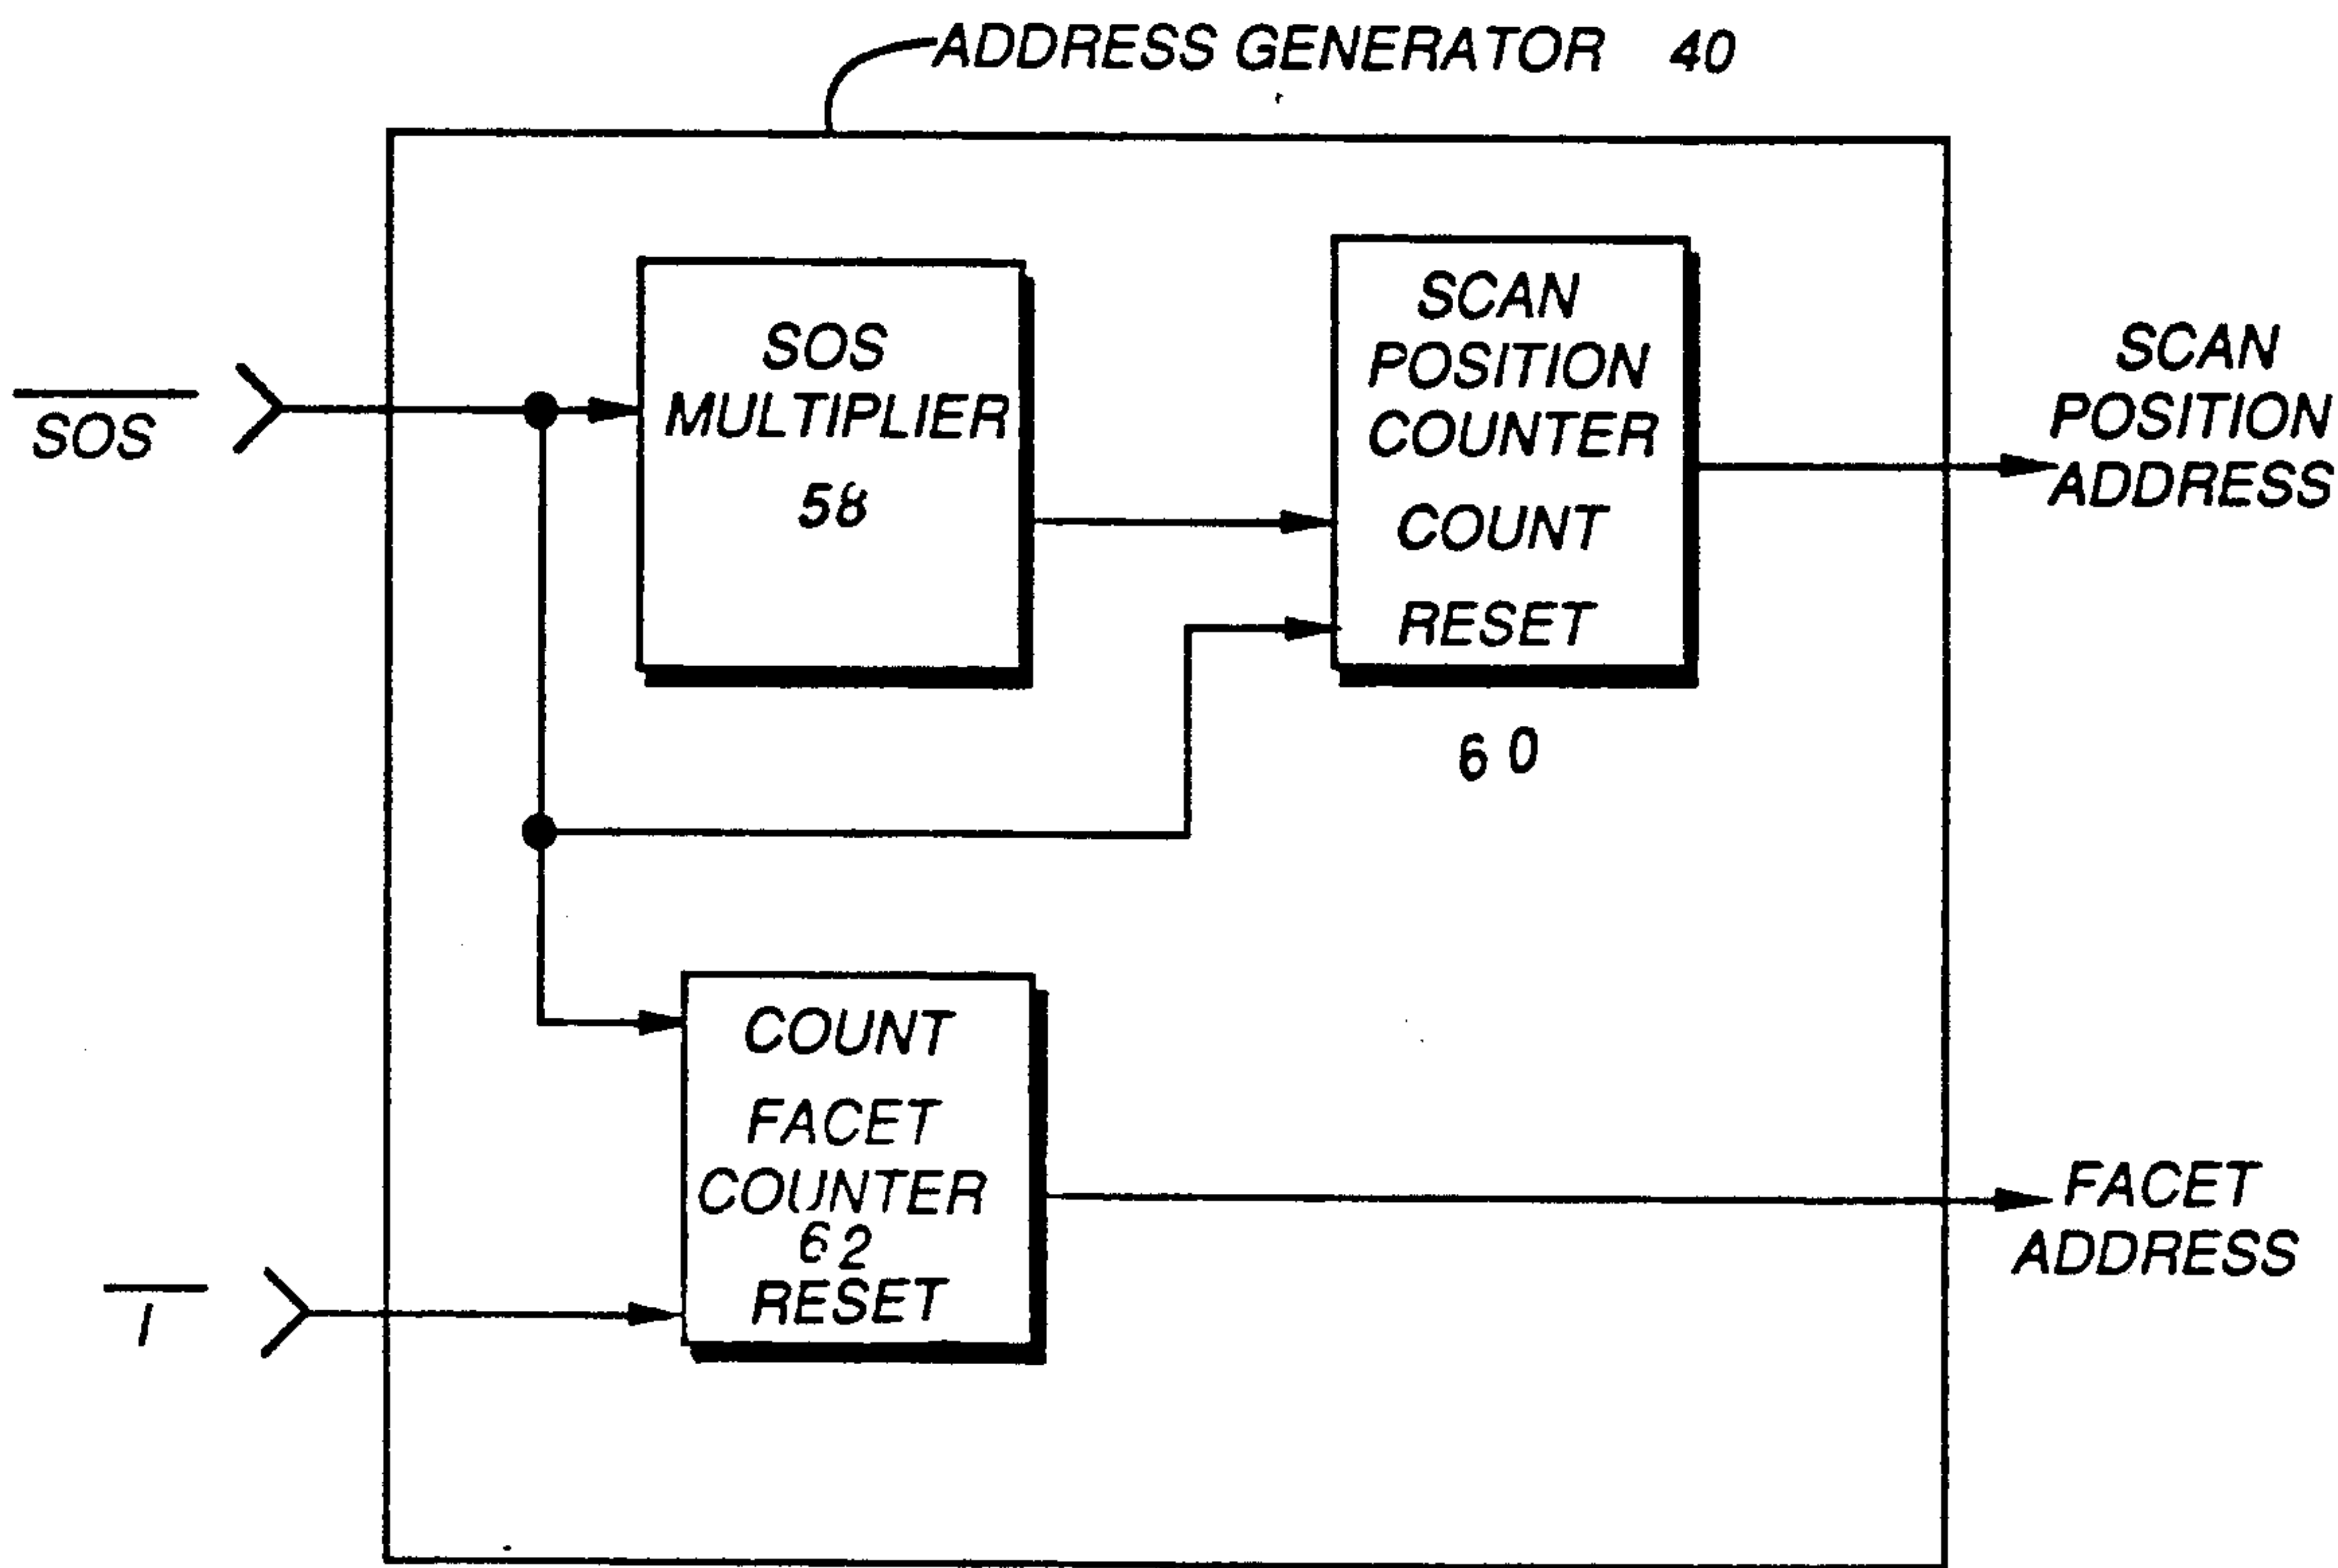 ADDRESS GENERATOR 40
SOS
SOS
MULTIPLIER
58
SCAN
POSITION
COUNTER
COUNT
RESET
60
SCAN
POSITION
ADDRESS
COUNT
FACET
COUNTER
62
RESET
I
FACET
ADDRESS